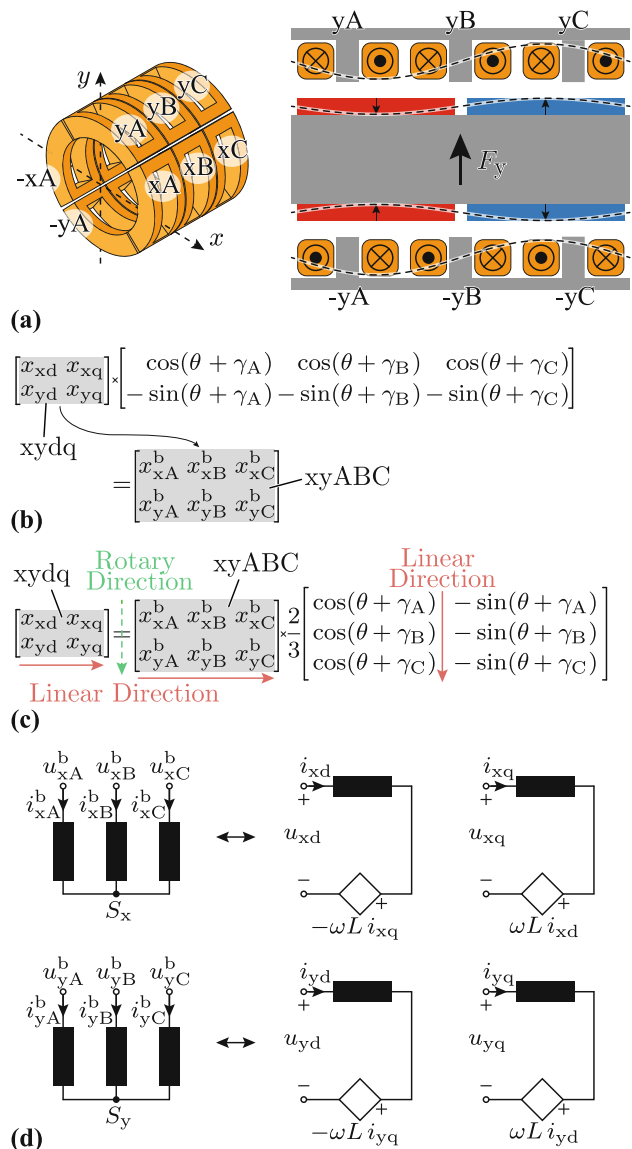 yA yB yC
y
yC
yB
yA
xC
xB
xA
-xA
-yA
x
F_y
-yA -yB -yC
(a)
[x_xd x_xq; x_yd x_yq] × [cos(θ + γ_A) cos(θ + γ_B) cos(θ + γ_C); − sin(θ + γ_A) − sin(θ + γ_B) − sin(θ + γ_C)]
xydq
= [x^b_xA x^b_xB x^b_xC; x^b_yA x^b_yB x^b_yC]
xyABC
(b)
xydq
Rotary
Direction
xyABC
Linear
Direction
[x_xd x_xq; x_yd x_yq] = [x^b_xA x^b_xB x^b_xC; x^b_yA x^b_yB x^b_yC] × 2/3 [cos(θ + γ_A) − sin(θ + γ_A); cos(θ + γ_B) − sin(θ + γ_B); cos(θ + γ_C) − sin(θ + γ_C)]
Linear Direction
(c)
u^b_xA u^b_xB u^b_xC
i^b_xA i^b_xB i^b_xC
S_x
i_xd
+
u_xd
−
+
−ωL i_xq
i_xq
+
u_xq
−
+
ωL i_xd
u^b_yA u^b_yB u^b_yC
i^b_yA i^b_yB i^b_yC
S_y
i_yd
+
u_yd
−
+
−ωL i_yq
i_yq
+
u_yq
−
+
ωL i_yd
(d)